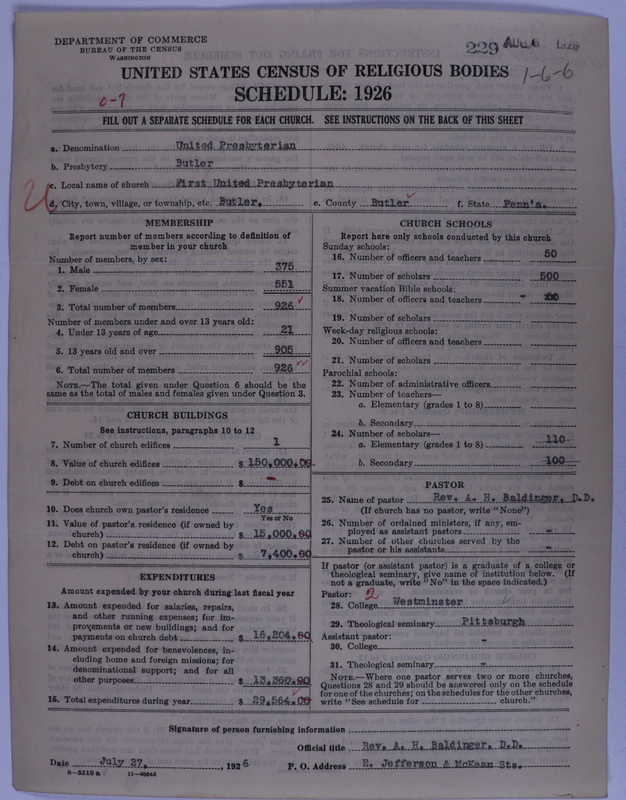 DEPARTMENT OF COMMERCE
BUREAU OF THE CENSUS
WASHINGTON
229 AUG 6 1926
UNITED STATES CENSUS OF RELIGIOUS BODIES
1-6-6
SCHEDULE: 1926
0-7
FILL OUT A SEPARATE SCHEDULE FOR EACH CHURCH. SEE INSTRUCTIONS ON THE BACK OF THIS SHEET
a. Denomination United Presbyterian
b. Presbytery Butler
c. Local name of church First United Presbyterian
d. City, town, village, or township, etc. Butler. e. County Butler f. State Penn's.
MEMBERSHIP
Report number of members according to definition of
member in your church
Number of members, by sex:
1. Male 375
2. Female 551
3. Total number of members 926
Number of members under and over 13 years old:
4. Under 13 years of age 21
5. 13 years old and over 905
6. Total number of members 926
NOTE.—The total given under Question 6 should be the
same as the total of males and females given under Question 3.
CHURCH BUILDINGS
See instructions, paragraphs 10 to 12
7. Number of church edifices 1
8. Value of church edifices $ 150,000.00
9. Debt on church edifices $ -
10. Does church own pastor's residence Yes
Yes or No
11. Value of pastor's residence (if owned by
church) $ 15,000.00
12. Debt on pastor's residence (if owned by
church) $ 7,400.00
EXPENDITURES
Amount expended by your church during last fiscal year
13. Amount expended for salaries, repairs,
and other running expenses; for im-
provements or new buildings; and for
payments on church debt $ 16,204.00
14. Amount expended for benevolences, in-
cluding home and foreign missions; for
denominational support; and for all
other purposes $ 13,360.00
15. Total expenditures during year $ 29,564.00
CHURCH SCHOOLS
Report here only schools conducted by this church
Sunday schools:
16. Number of officers and teachers 50
17. Number of scholars 500
Summer vacation Bible schools:
18. Number of officers and teachers -
19. Number of scholars
Week-day religious schools:
20. Number of officers and teachers
21. Number of scholars
Parochial schools:
22. Number of administrative officers
23. Number of teachers—
a. Elementary (grades 1 to 8)
b. Secondary
24. Number of scholars—
a. Elementary (grades 1 to 8) 110
b. Secondary 100
PASTOR
25. Name of pastor Rev. A. H. Baldinger, D.D.
(If church has no pastor, write "None")
26. Number of ordained ministers, if any, em-
ployed as assistant pastors -
27. Number of other churches served by the
pastor or his assistants -
If pastor (or assistant pastor) is a graduate of a college or
theological seminary, give name of institution below. (If
not a graduate, write "No" in the space indicated.)
Pastor: 2
28. College Westminster
29. Theological seminary Pittsburgh
Assistant pastor:
30. College -
31. Theological seminary -
NOTE.—Where one pastor serves two or more churches,
Questions 28 and 29 should be answered only on the schedule
for one of the churches; on the schedules for the other churches,
write "See schedule for church."
Signature of person furnishing information
Official title Rev. A. H. Baldinger, D.D.
Date July 27, 1926 P. O. Address E. Jefferson & McKean Sts.
8-5518 a 11-9084d